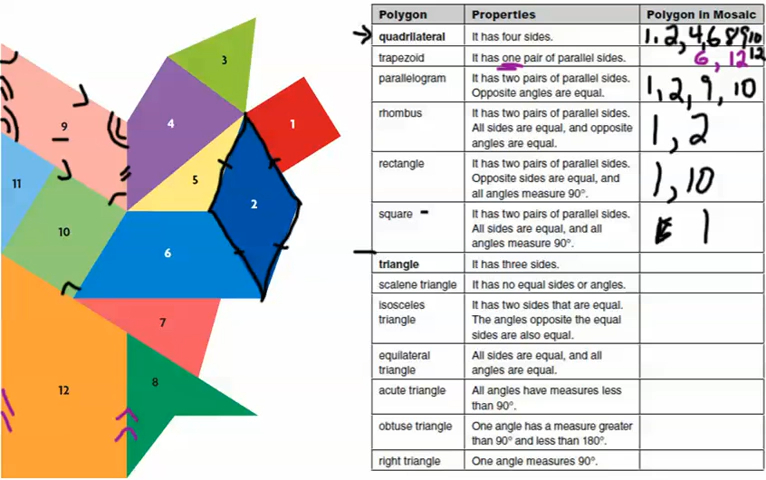 Polygon Properties Polygon in Mosaic
quadrilateral It has four sides. 1, 2, 4, 6 8 9 10
12
trapezoid It has one pair of parallel sides. 6, 12
parallelogram It has two pairs of parallel sides.
Opposite angles are equal. 1, 2, 9, 10
rhombus It has two pairs of parallel sides.
All sides are equal, and opposite
angles are equal. 1, 2
rectangle It has two pairs of parallel sides.
Opposite sides are equal, and
all angles measure 90°. 1, 10
square It has two pairs of parallel sides.
All sides are equal, and all
angles measure 90°. 1
triangle It has three sides.
scalene triangle It has no equal sides or angles.
isosceles It has two sides that are equal.
triangle The angles opposite the equal
sides are also equal.
equilateral All sides are equal, and all
triangle angles are equal.
acute triangle All angles have measures less
than 90°.
obtuse triangle One angle has a measure greater
than 90° and less than 180°.
right triangle One angle measures 90°.
3
4
1
9
5
11
2
10
6
7
12
8